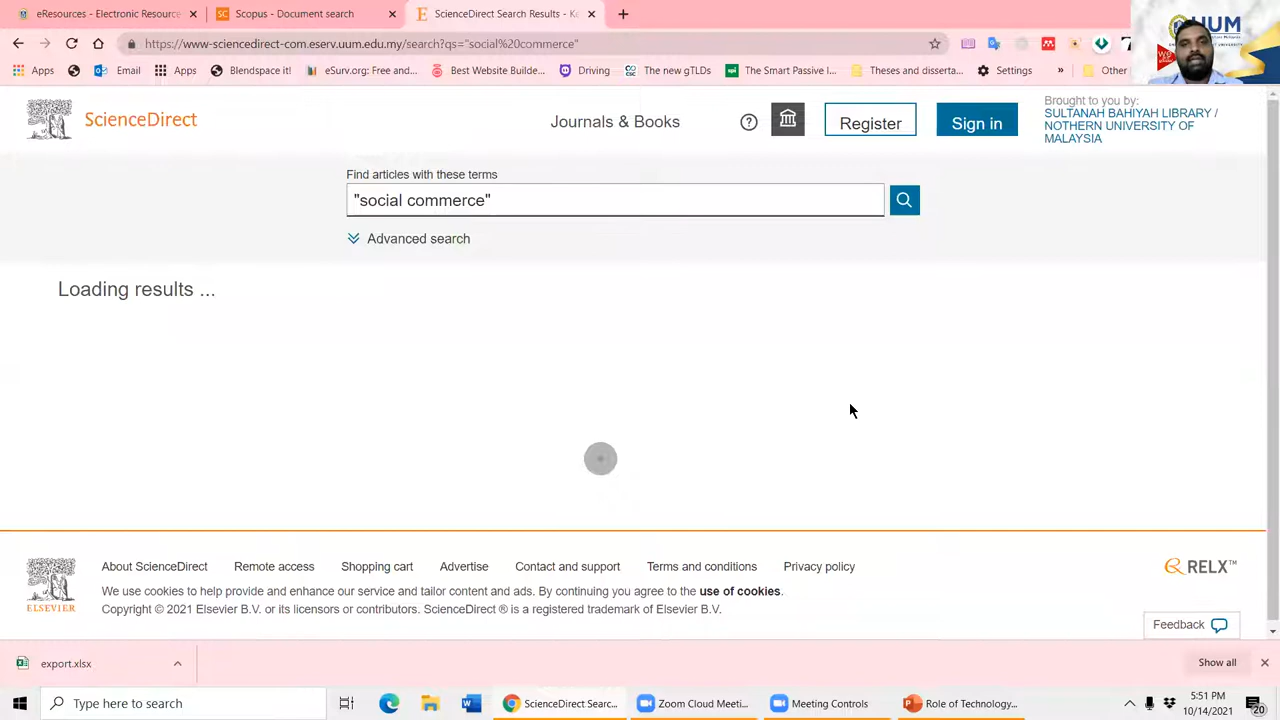 eResources - Electronic Resource
Scopus - Document search
ScienceDirect Search Results - Ke
https://www-sciencedirect-com.eserv.uum.edu.my/search?qs="social%20commerce"
Apps
Email
Apps
Blendspace it!
eSurv.org: Free and...
Best Website Builde...
Driving
The new gTLDs
The Smartpassive I...
Theses and disserta...
Settings
»
Other
UUM
ScienceDirect
Journals & Books
Register
Sign in
Brought to you by:
SULTANAH BAHIYAH LIBRARY /
NOTHERN UNIVERSITY OF
MALAYSIA
Find articles with these terms
"social commerce"
Advanced search
Loading results ...
ELSEVIER
About ScienceDirect
Remote access
Shopping cart
Advertise
Contact and support
Terms and conditions
Privacy policy
We use cookies to help provide and enhance our service and tailor content and ads. By continuing you agree to the use of cookies.
Copyright © 2021 Elsevier B.V. or its licensors or contributors. ScienceDirect ® is a registered trademark of Elsevier B.V.
RELX™
Feedback
export.xlsx
Show all
Type here to search
ScienceDirect Searc...
Zoom Cloud Meeti...
Meeting Controls
Role of Technology...
5:51 PM
10/14/2021
20